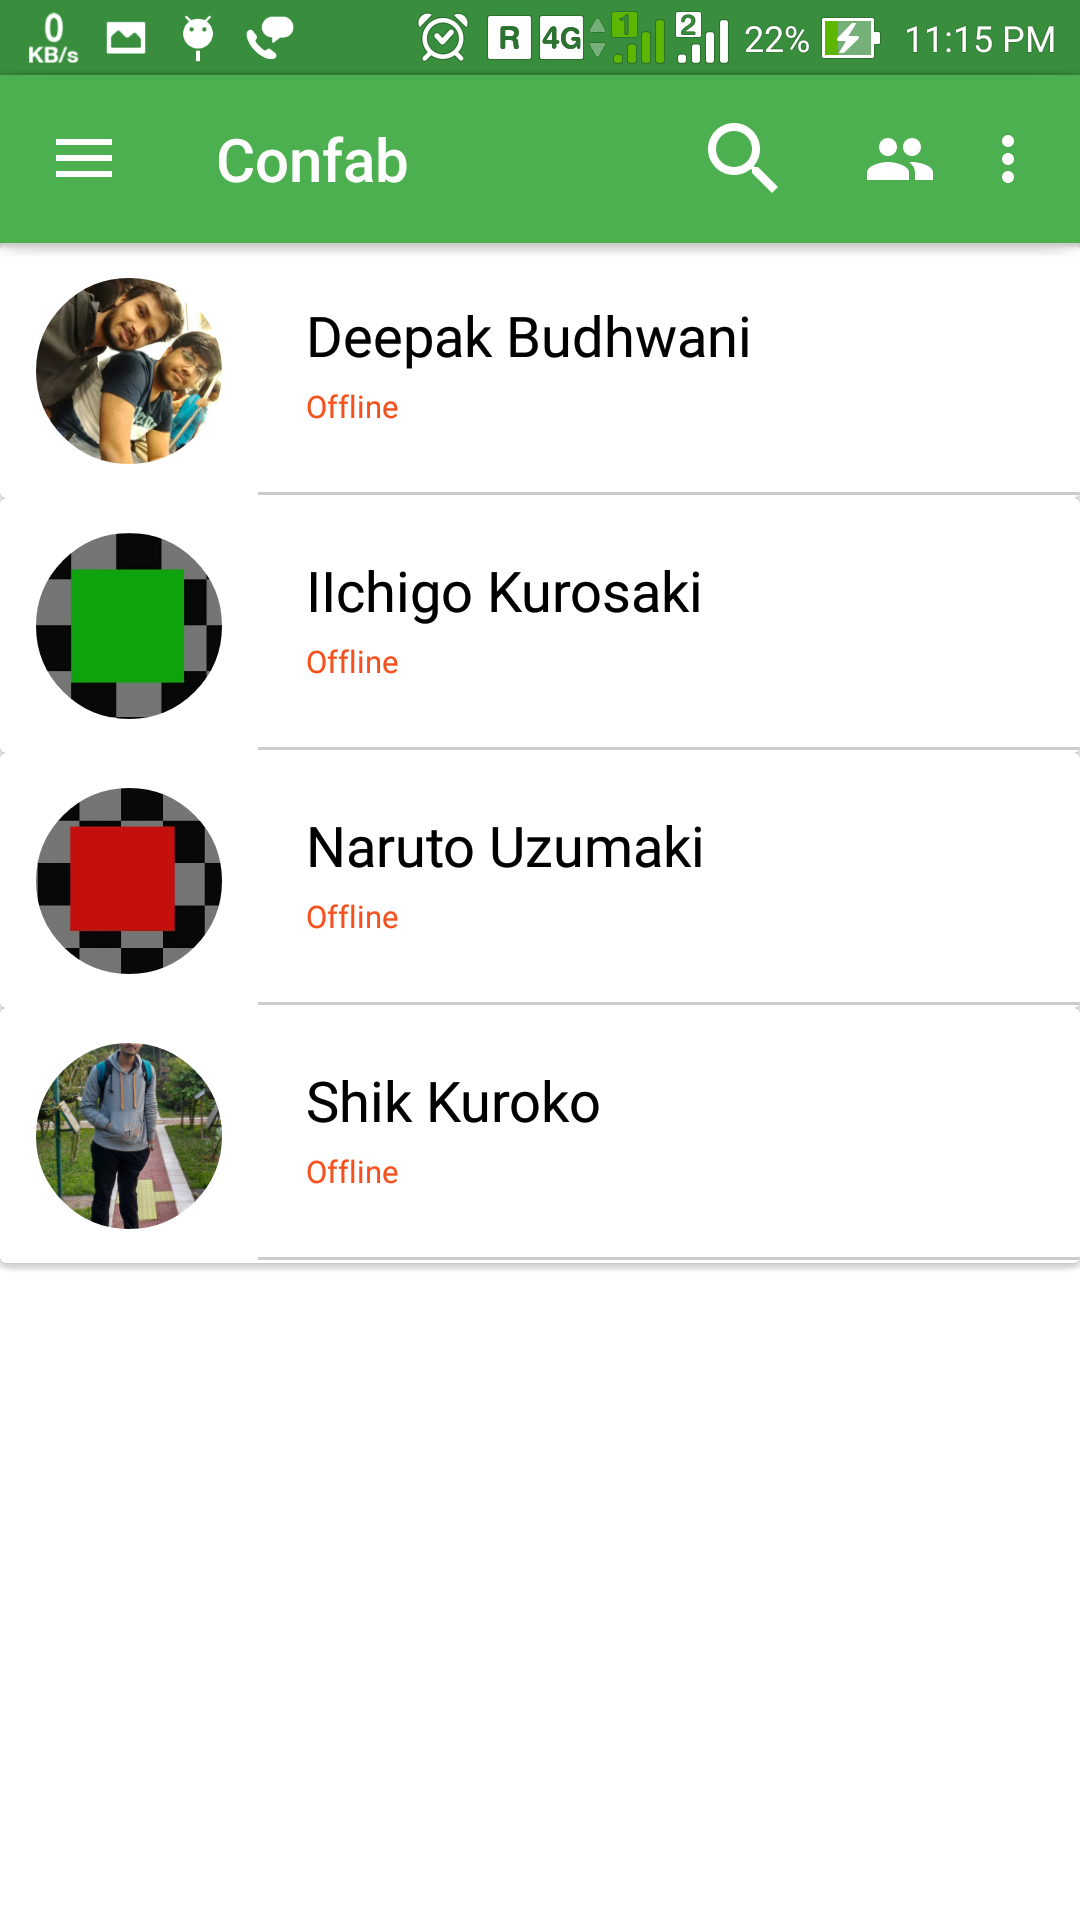 0
KB/s
R 4G 1 2 22% 11:15 PM
Confab
Deepak Budhwani
Offline
IIchigo Kurosaki
Offline
Naruto Uzumaki
Offline
Shik Kuroko
Offline